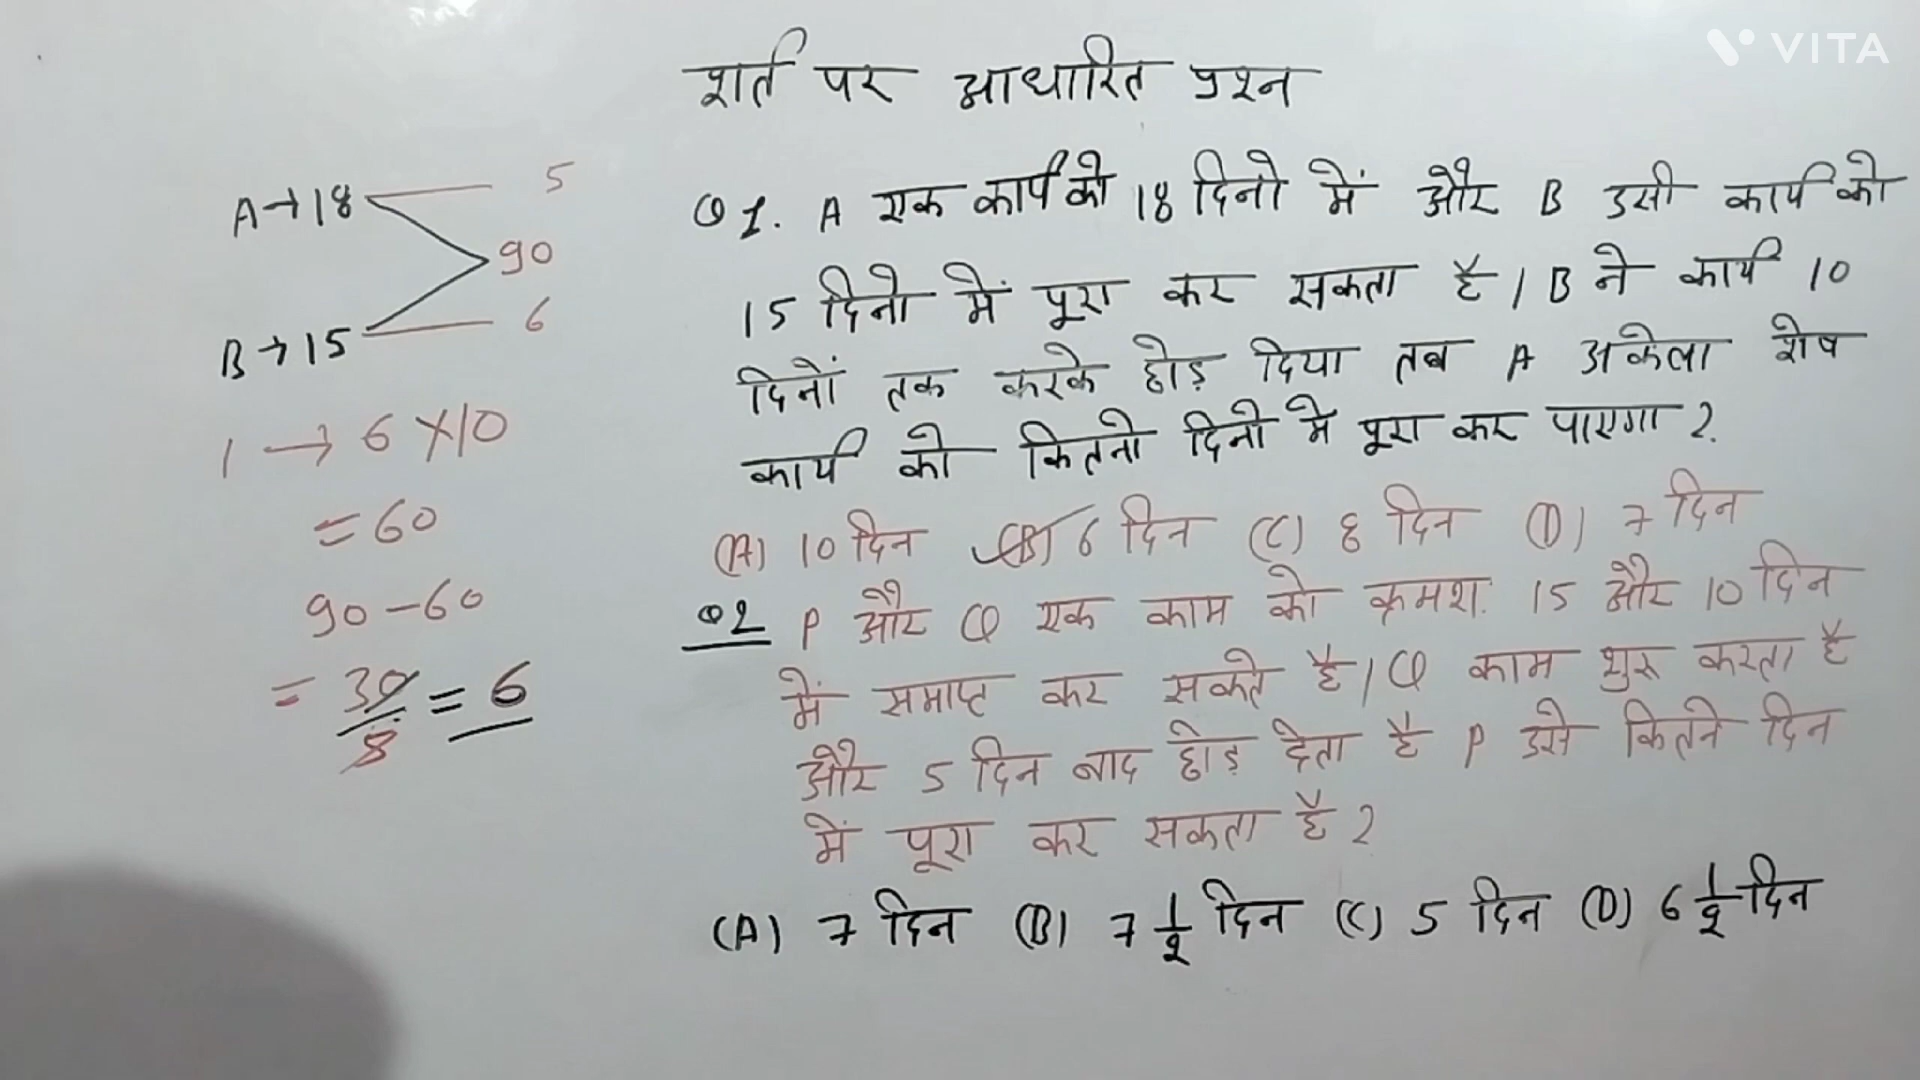 VITA
शर्त पर आधारित प्रश्न
A→18 5
90
B→15 6
1 → 6×10
= 60
90-60
= 30/5 = 6
Q1. A एक कार्य को 18 दिनो में और B उसी कार्य को
15 दिनो में पूरा कर सकता है। B ने कार्य 10
दिनों तक करके छोड़ दिया तब A अकेला शेष
कार्य को कितनो दिनो मे पूरा कर पाएगा ?
(A) 10 दिन (B) 6 दिन (C) 8 दिन (D) 7 दिन
Q2 P और Q एक काम को क्रमश. 15 और 10 दिन
में समाप्त कर सकते है। Q काम शुरू करता है
और 5 दिन बाद छोड़ देता है P उसे कितने दिन
में पूरा कर सकता है ?
(A) 7 दिन (B) 7 1/2 दिन (C) 5 दिन (D) 6 1/2 दिन